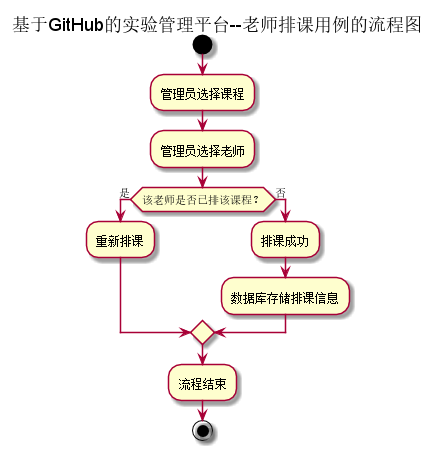 基于GitHub的实验管理平台--老师排课用例的流程图
管理员选择课程
管理员选择老师
是
该老师是否已排该课程？
否
重新排课
排课成功
数据库存储排课信息
流程结束